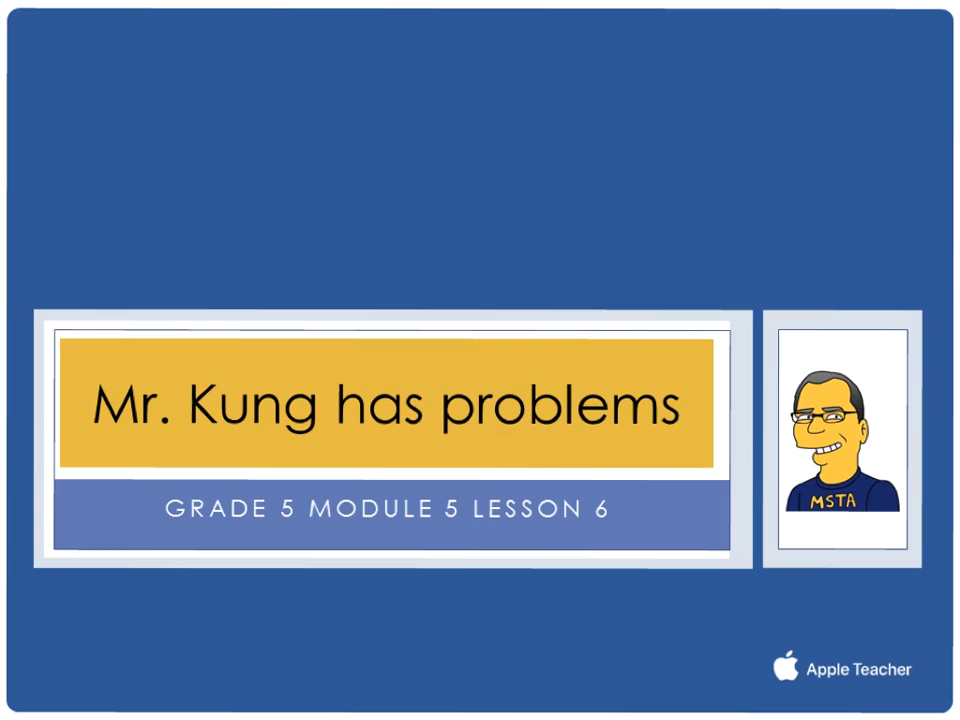 Mr. Kung has problems
GRADE 5 MODULE 5 LESSON 6
MSTA
Apple Teacher